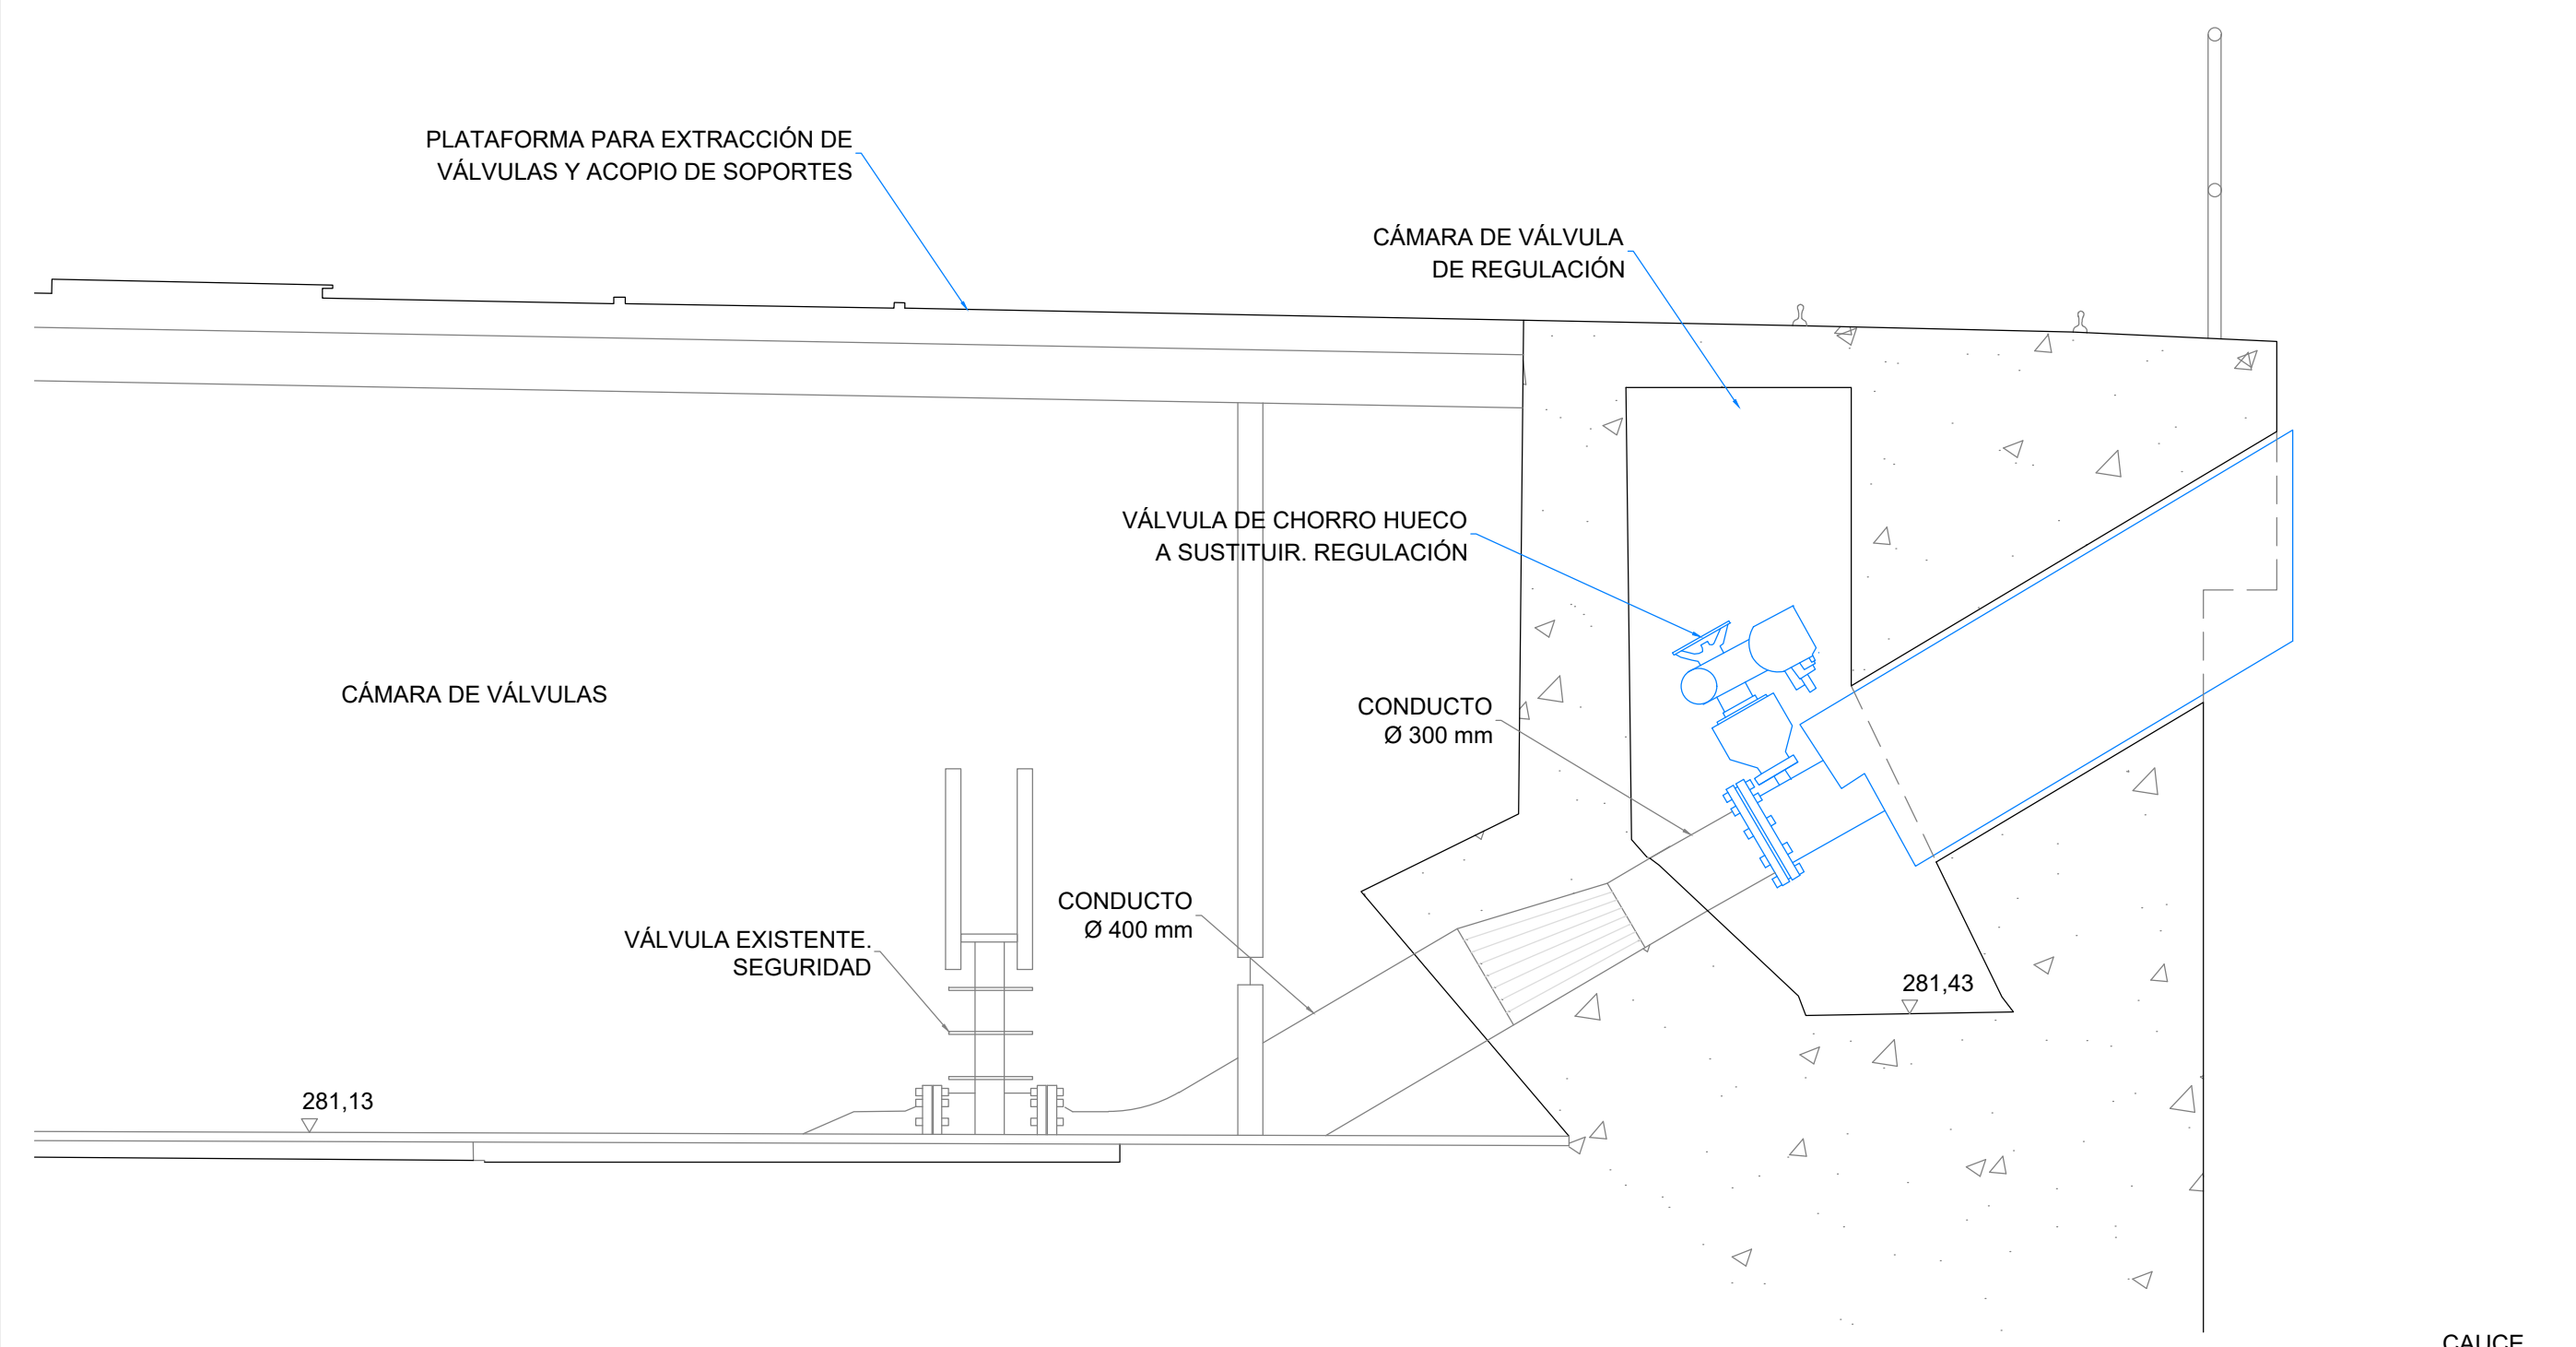 PLATAFORMA PARA EXTRACCIÓN DE
VÁLVULAS Y ACOPIO DE SOPORTES
CÁMARA DE VÁLVULA
DE REGULACIÓN
VÁLVULA DE CHORRO HUECO
A SUSTITUIR. REGULACIÓN
CÁMARA DE VÁLVULAS
CONDUCTO
Ø 300 mm
CONDUCTO
Ø 400 mm
VÁLVULA EXISTENTE.
SEGURIDAD
281,43
281,13
CAUCE